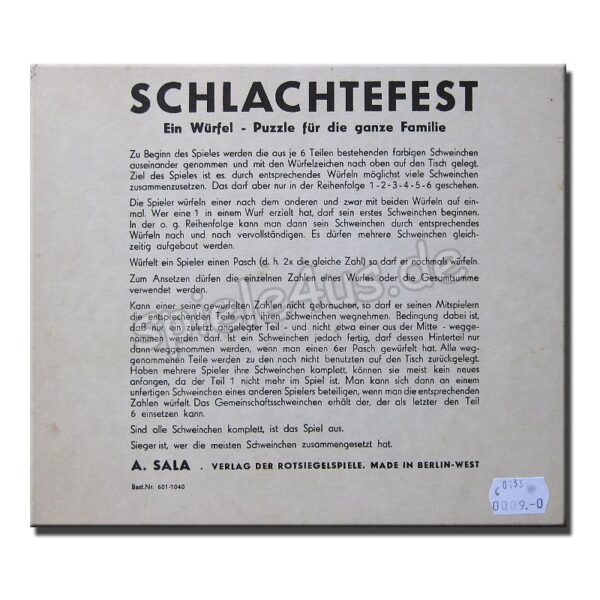 SCHLACHTEFEST
Ein Würfel - Puzzle für die ganze Familie
Zu Beginn des Spieles werden die aus je 6 Teilen bestehenden farbigen Schweinchen
auseinander genommen und mit den Würfelzeichen nach oben auf den Tisch gelegt.
Ziel des Spieles ist es, durch entsprechendes Würfeln möglichst viele Schweinchen
zusammenzusetzen. Das darf aber nur in der Reihenfolge 1-2-3-4-5-6 geschehen.
Die Spieler würfeln einer nach dem anderen und zwar mit beiden Würfeln auf ein-
mal. Wer eine 1 in einem Wurf erzielt hat, darf sein erstes Schweinchen beginnen.
In der o. g. Reihenfolge kann man dann sein Schweinchen durch entsprechendes
Würfeln nach und nach vervollständigen. Es dürfen mehrere Schweinchen gleich-
zeitig aufgebaut werden.
Würfelt ein Spieler einen Pasch (d. h. 2x die gleiche Zahl) so darf er nochmals würfeln.
Zum Ansetzen dürfen die einzelnen Zahlen eines Wurfes oder die Gesamtsumme
verwendet werden.
Kann einer seine gewürfelten Zahlen nicht gebrauchen, so darf er seinen Mitspielern
die entsprechenden Teile ihrer Schweinchen wegnehmen. Bedingung dabei ist,
daß nur ein zuletzt angelegter Teil - und nicht etwa einer aus der Mitte - wegge-
nommen werden darf. Ist ein Schweinchen jedoch fertig, darf dessen Hinterteil nur
dann weggenommen werden, wenn man einen 6er Pasch gewürfelt hat. Alle weg-
genommenen Teile werden zu den noch nicht benutzten auf den Tisch zurückgelegt.
Haben mehrere Spieler ihre Schweinchen komplett, können sie meist kein neues
anfangen, da der Teil 1 nicht mehr im Spiel ist. Man kann sich dann an einem
unfertigen Schweinchen eines anderen Spielers beteiligen, wenn man die entsprechenden
Zahlen würfelt. Das Gemeinschaftsschweinchen erhält der, der als letzter den Teil
6 einsetzen kann.
Sind alle Schweinchen komplett, ist das Spiel aus.
Sieger ist, wer die meisten Schweinchen zusammengesetzt hat.
A. SALA . VERLAG DER ROTSIEGELSPIELE, MADE IN BERLIN-WEST
Best.Nr. 601-1040
6 0133
0009.-0
spiele4us.de